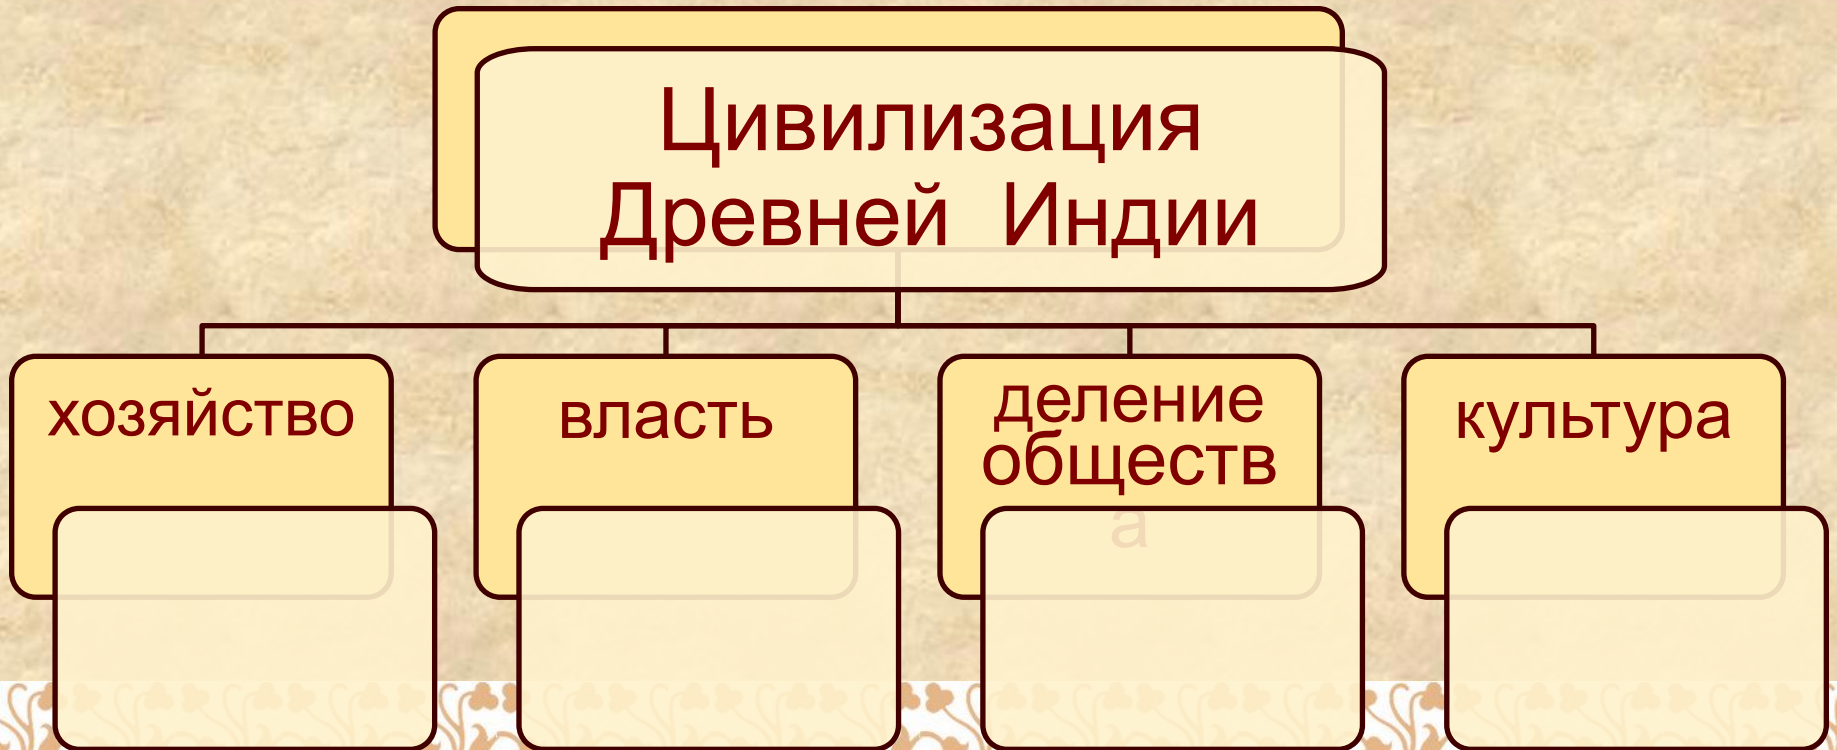 Цивилизация
Древней Индии
хозяйство
власть
деление
обществ
а
культура